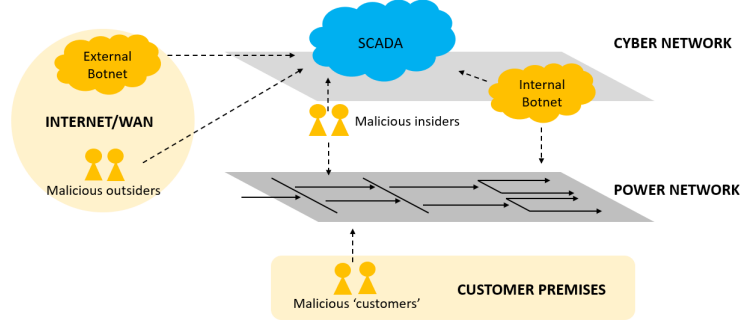 External
Botnet
SCADA
CYBER NETWORK
Internal
Botnet
INTERNET/WAN
Malicious insiders
Malicious outsiders
POWER NETWORK
CUSTOMER PREMISES
Malicious ‘customers’